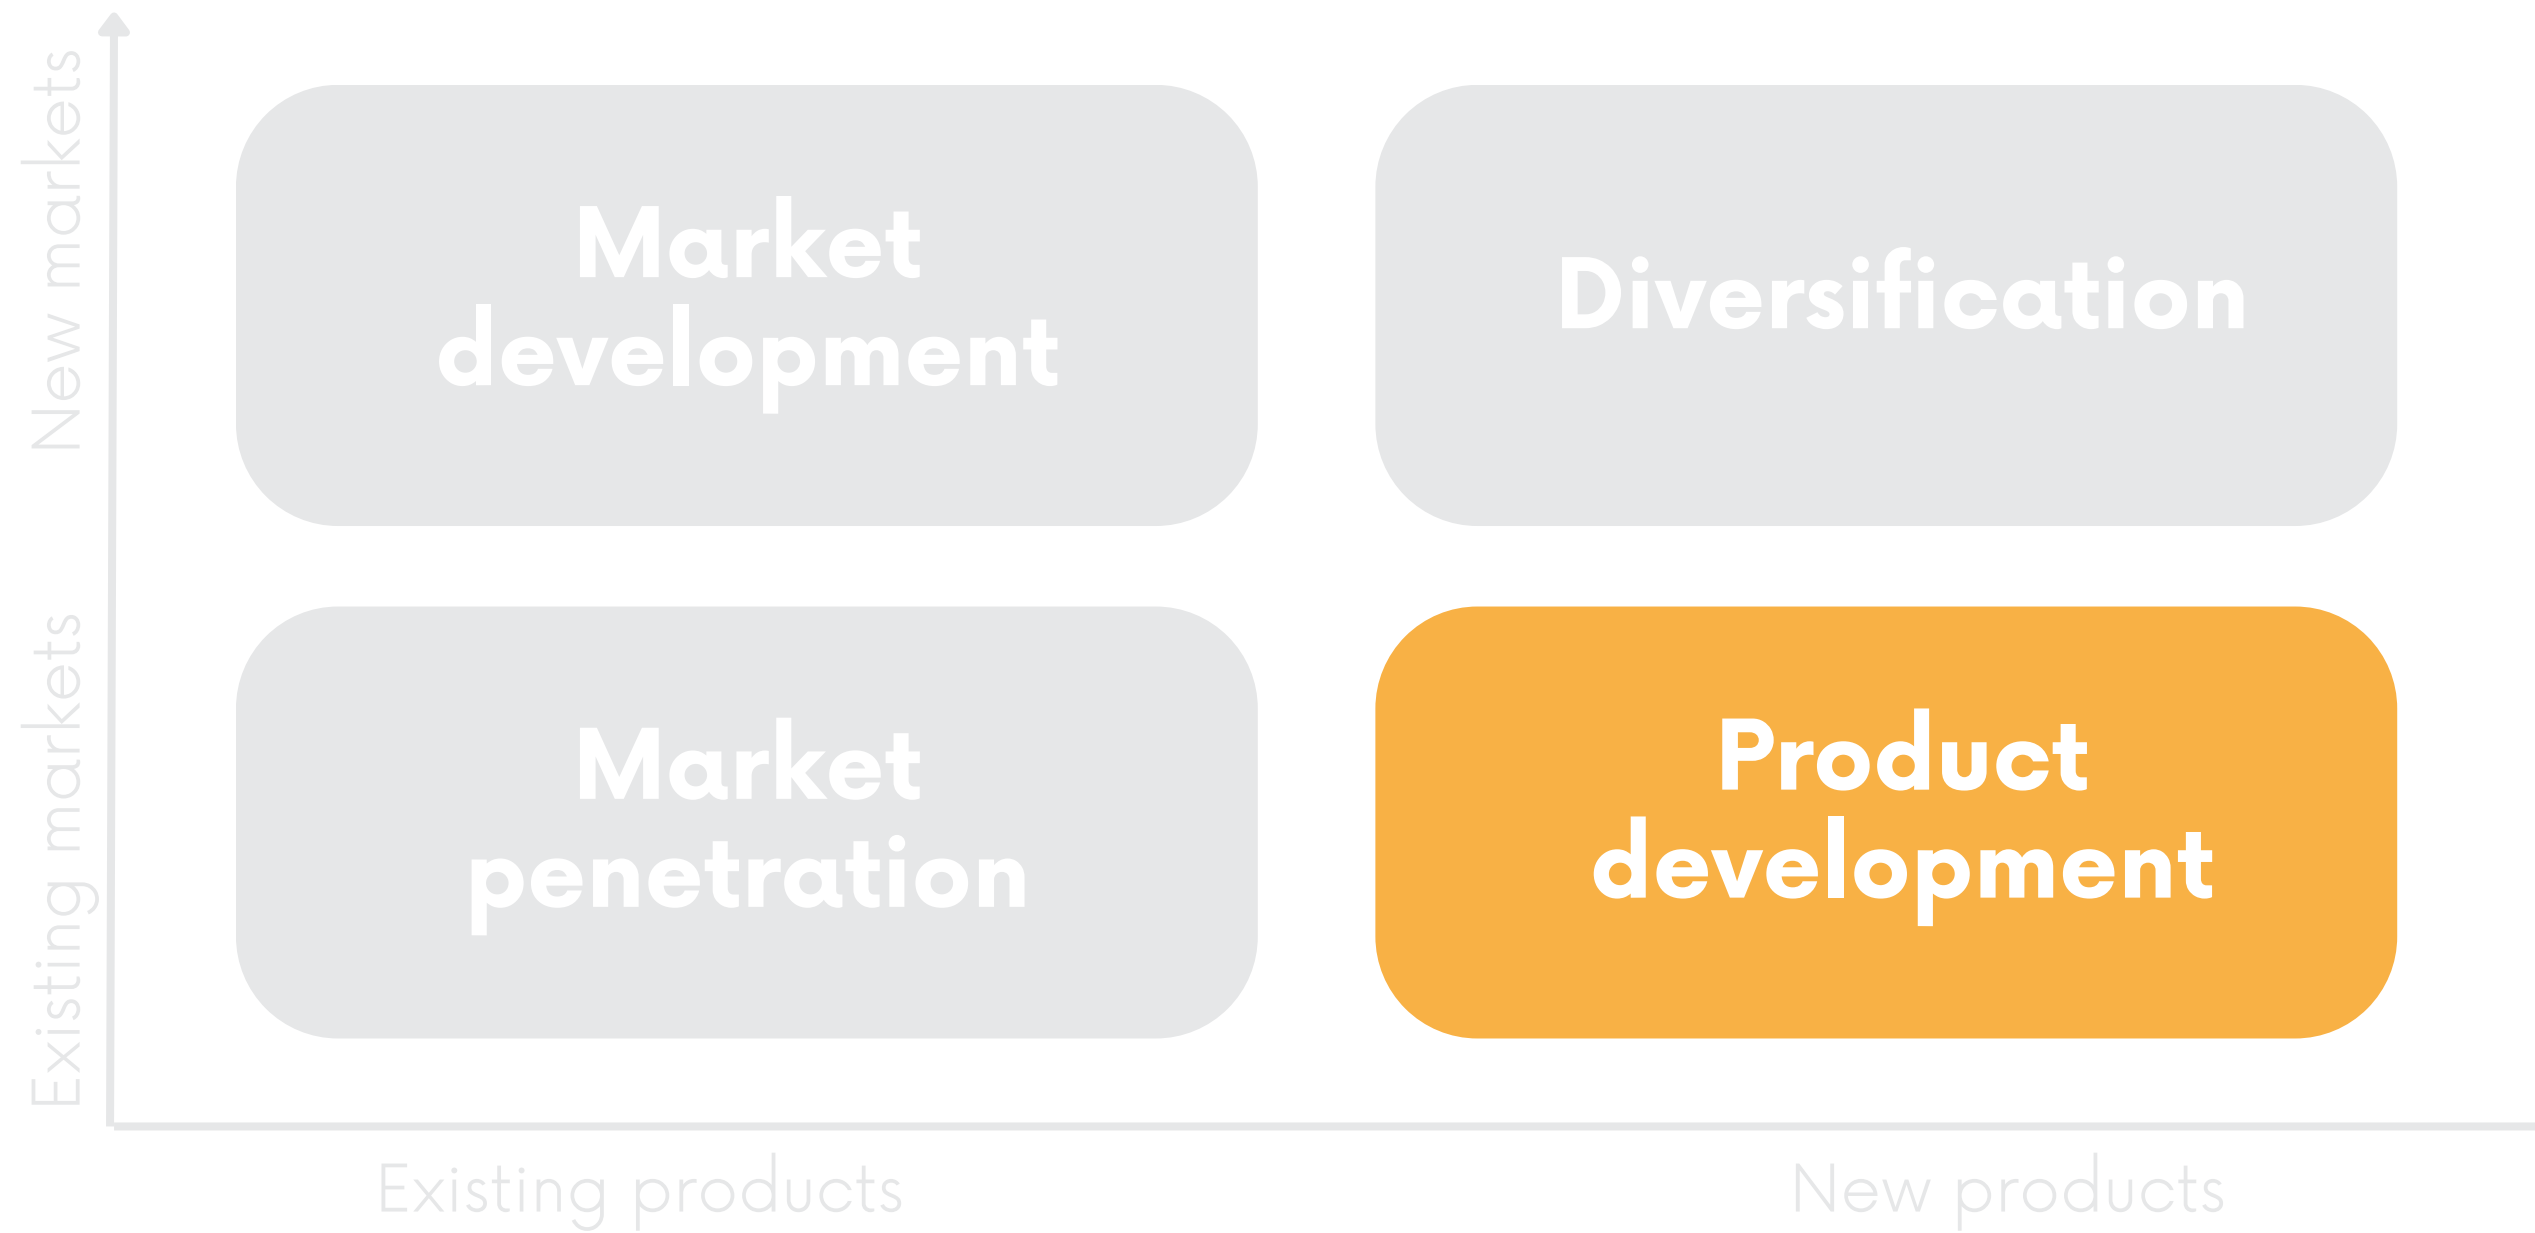 New markets
Market
development
Diversification
Existing markets
Market
penetration
Product
development
Existing products
New products